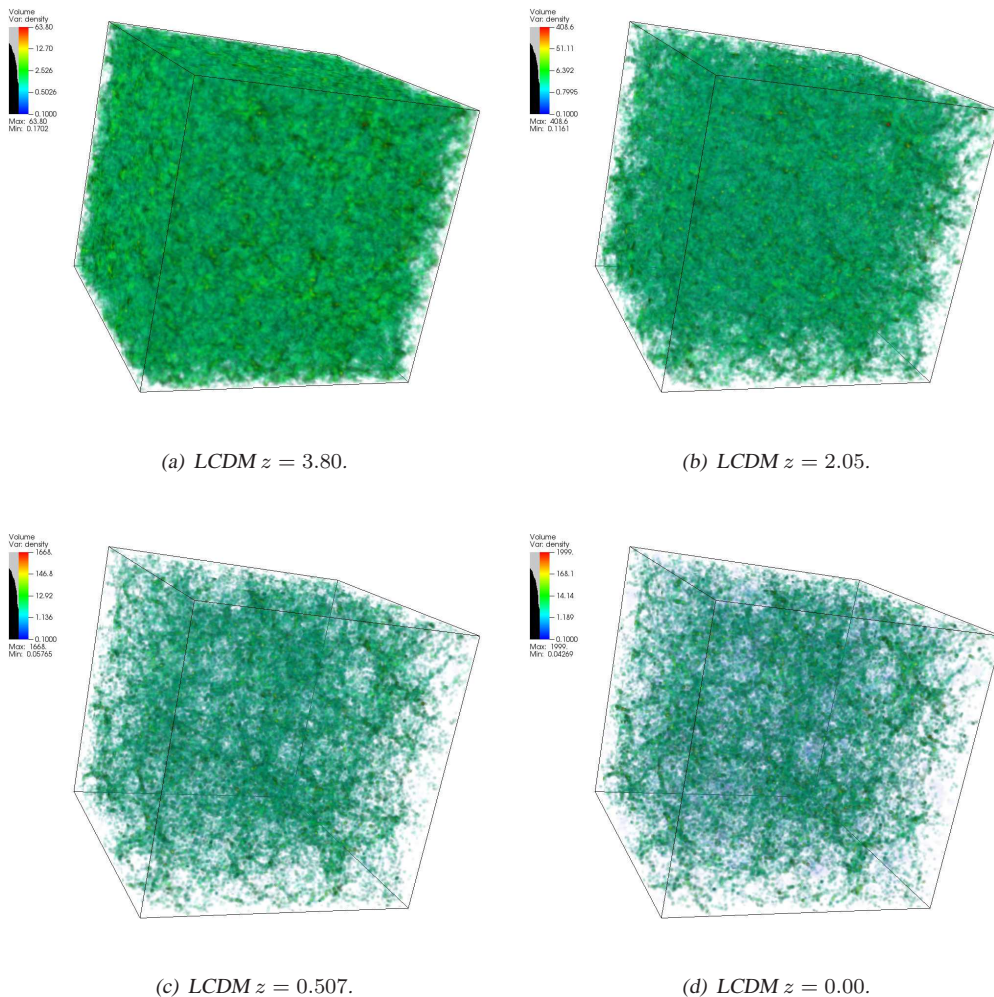 Volume
Var: density
63.80
12.70
2.526
0.5026
0.1000
Max: 63.80
Min: 0.1702
(a) LCDM z = 3.80.
Volume
Var: density
408.6
51.11
6.392
0.7995
0.1000
Max: 408.6
Min: 0.1161
(b) LCDM z = 2.05.
Volume
Var: density
1668.
146.8
12.92
1.136
0.1000
Max: 1668.
Min: 0.05765
(c) LCDM z = 0.507.
Volume
Var: density
1999.
168.1
14.14
1.189
0.1000
Max: 1999.
Min: 0.04269
(d) LCDM z = 0.00.